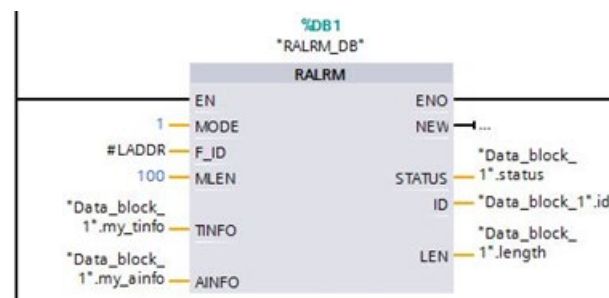 %DB1
"RALRM_DB"
RALRM
EN
ENO
1
MODE
NEW
...
#LADDR
F_ID
100
MLEN
STATUS
"Data_block_
1".status
ID
"Data_block_1".id
"Data_block_
1".my_tinfo
TINFO
LEN
"Data_block_
1".length
"Data_block_
1".my_ainfo
AINFO